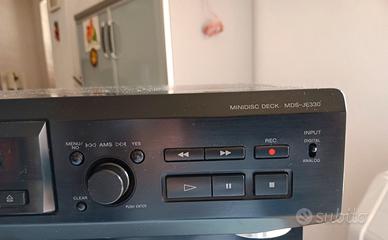 MINIDISC DECK MDS-JE330
MENU/NO
AMS
YES
REC
INPUT
DIGITAL
ANALOG
CLEAR
PUSH ENTER
subito